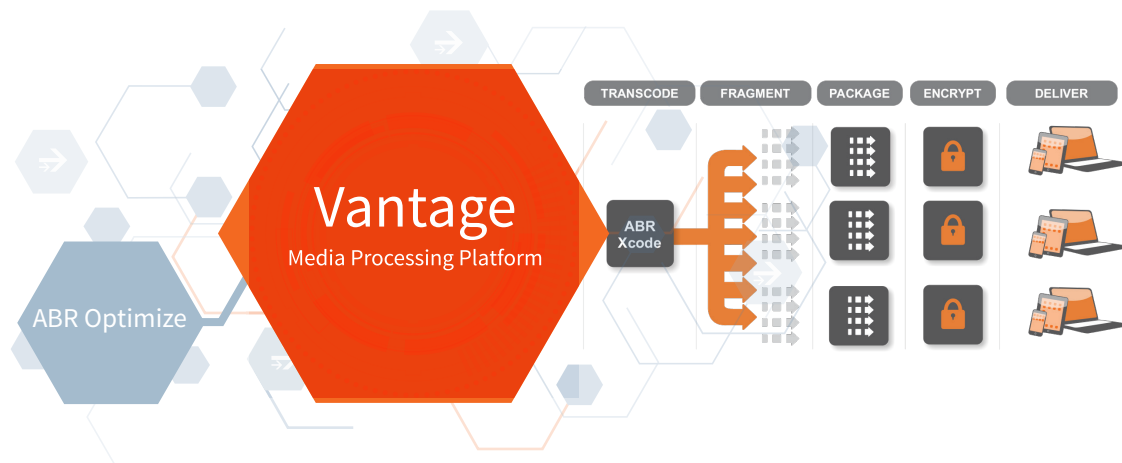 TRANSCODE
FRAGMENT
PACKAGE
ENCRYPT
DELIVER
Vantage
Media Processing Platform
ABR
Xcode
ABR Optimize